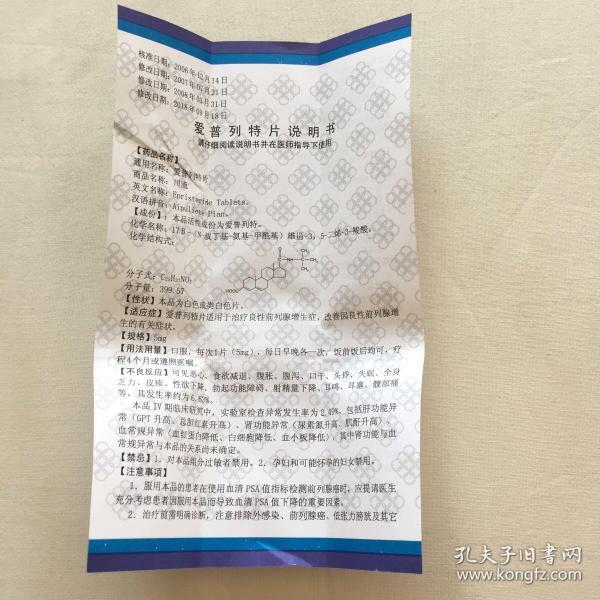 核准日期：2006年12月14日
修改日期：2007年04月21日
修改日期：2008年03月31日
修改日期：2018年09月18日
爱普列特片说明书
请仔细阅读说明书并在医师指导下使用
【药品名称】
通用名称：爱普列特片
商品名称：川流
英文名称：Epristeride Tablets.
汉语拼音：Aipuliete Pian.
【成份】：本品活性成份为爱普列特。
化学名称：17B-（N-叔丁基-氨基-甲酰基）雄甾-3，5-二烯-3-羧酸。
化学结构式：
分子式：C25H37NO3
分子量：399.57
【性状】本品为白色或类白色片。
【适应症】爱普列特片适用于治疗良性前列腺增生症，改善因良性前列腺增
生的有关症状。
【规格】5mg
【用法用量】口服，每次1片（5mg），每日早晚各一次，饭前饭后均可，疗
程4个月或遵照医嘱。
【不良反应】可见恶心、食欲减退、腹胀、腹泻、口干、头昏、失眠、全身
乏力、皮疹、性欲下降、勃起功能障碍、射精量下降、耳鸣、耳塞、髋部痛
等，其发生率约为6.63%。
本品Ⅳ期临床研究中，实验室检查异常发生率为2.49%，包括肝功能异
常（GPT升高、总胆红素升高）、肾功能异常（尿素氮升高、肌酐升高）、
血常规异常（血红蛋白降低、白细胞降低、血小板降低），其中肾功能与血
常规异常与本品的关系尚未确定。
【禁忌】1．对本品组分过敏者禁用。2．孕妇和可能怀孕的妇女禁用。
【注意事项】
1．服用本品的患者在使用血清PSA值指标检测前列腺癌时，应提请医生
充分考虑患者因服用本品而导致血清PSA值下降的重要因素。
2．治疗前需明确诊断，注意排除外感染、前列腺癌、低张力膀胱及其它
孔夫子旧书网
www.kongfz.com